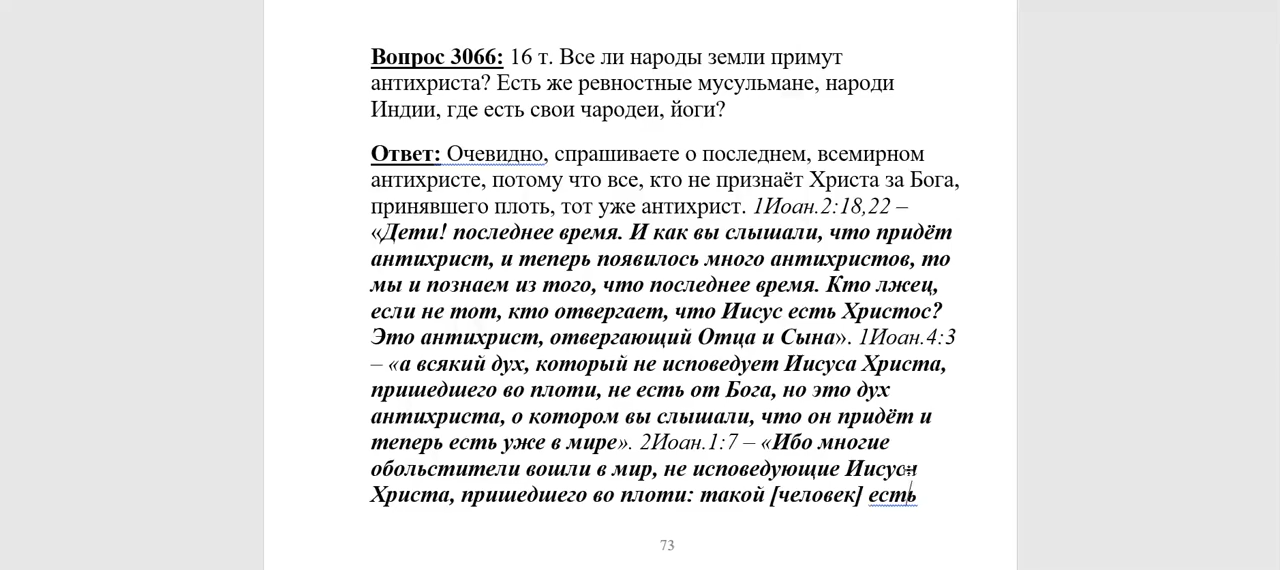 Вопрос 3066: 16 т. Все ли народы земли примут
антихриста? Есть же ревностные мусульмане, народи
Индии, где есть свои чародеи, йоги?
Ответ: Очевидно, спрашиваете о последнем, всемирном
антихристе, потому что все, кто не признаёт Христа за Бога,
принявшего плоть, тот уже антихрист. 1Иоан.2:18,22 –
«Дети! последнее время. И как вы слышали, что придёт
антихрист, и теперь появилось много антихристов, то
мы и познаем из того, что последнее время. Кто лжец,
если не тот, кто отвергает, что Иисус есть Христос?
Это антихрист, отвергающий Отца и Сына». 1Иоан.4:3
– «а всякий дух, который не исповедует Иисуса Христа,
пришедшего во плоти, не есть от Бога, но это дух
антихриста, о котором вы слышали, что он придёт и
теперь есть уже в мире». 2Иоан.1:7 – «Ибо многие
обольстители вошли в мир, не исповедующие Иисуса
Христа, пришедшего во плоти: такой [человек] есть
73